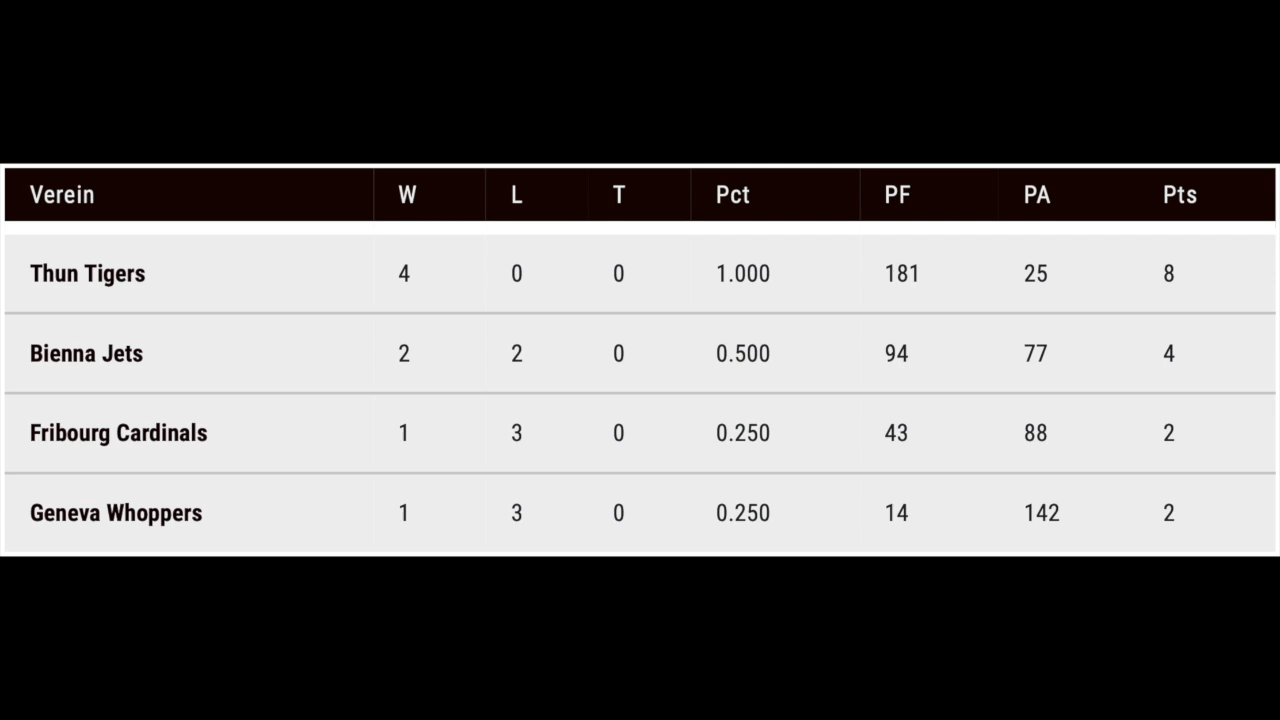 Verein W L T Pct PF PA Pts
Thun Tigers 4 0 0 1.000 181 25 8
Bienna Jets 2 2 0 0.500 94 77 4
Fribourg Cardinals 1 3 0 0.250 43 88 2
Geneva Whoppers 1 3 0 0.250 14 142 2